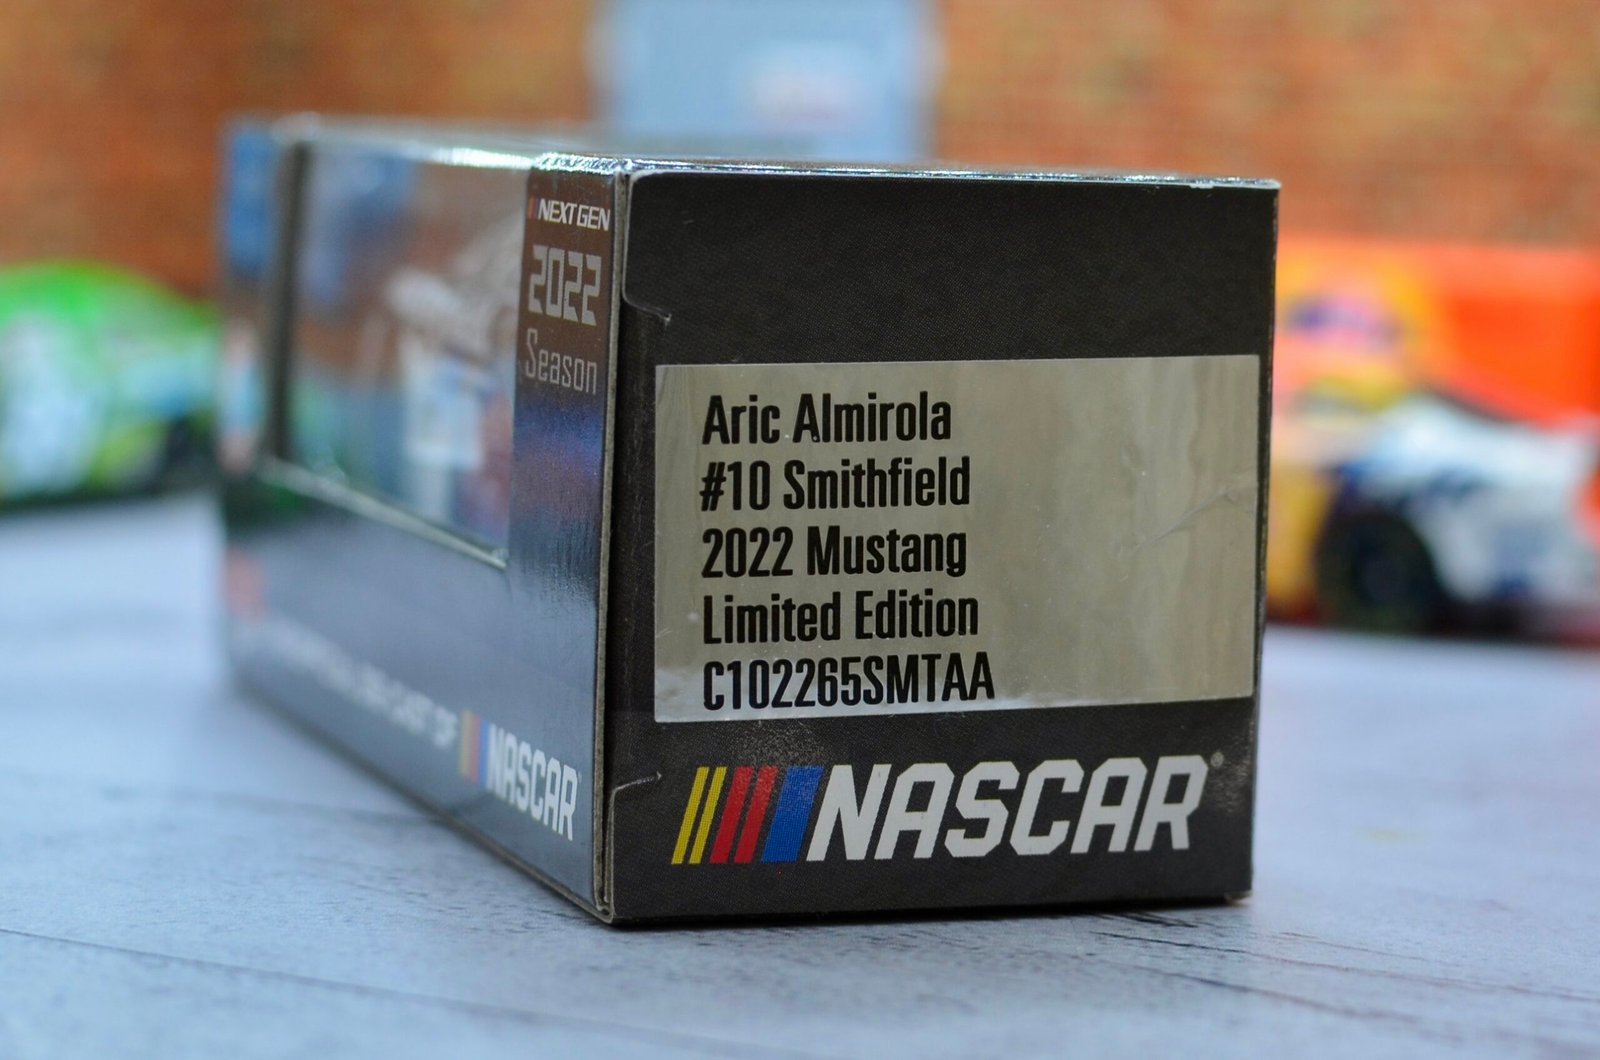 NEXT GEN
2022
Season
Aric Almirola
#10 Smithfield
2022 Mustang
Limited Edition
C102265SMTAA
NASCAR
NASCAR®